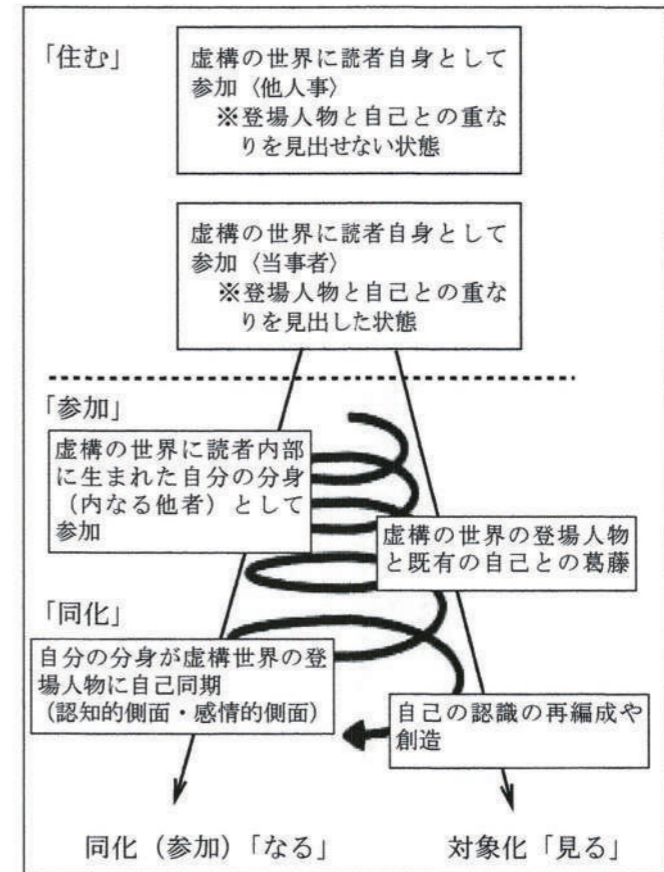 「住む」
虚構の世界に読者自身として
参加〈他人事〉
※登場人物と自己との重な
りを見出せない状態
虚構の世界に読者自身として
参加〈当事者〉
※登場人物と自己との重な
りを見出した状態
「参加」
虚構の世界に読者内部
に生まれた自分の分身
（内なる他者）として
参加
虚構の世界の登場人物
と既有の自己との葛藤
「同化」
自分の分身が虚構世界の登
場人物に自己同期
（認知的側面・感情的側面）
自己の認識の再編成や
創造
同化（参加）「なる」
対象化「見る」